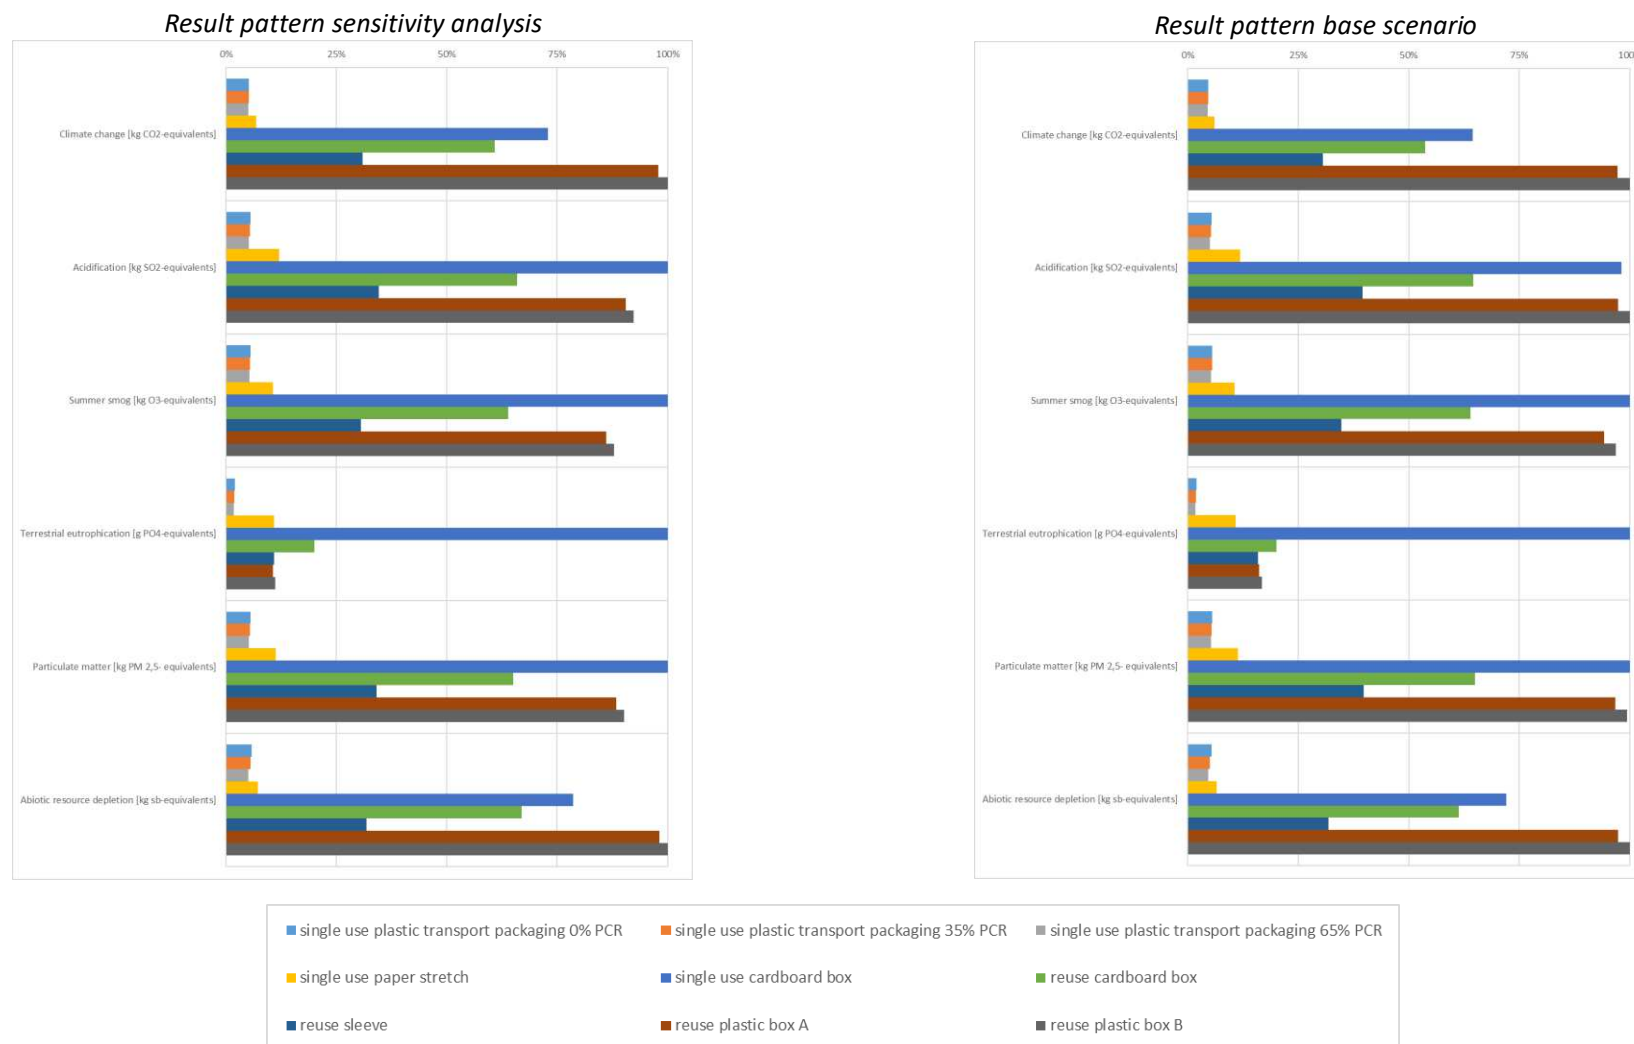 Result pattern sensitivity analysis
0% 25% 50% 75% 100%
Climate change [kg CO2-equivalents]
Acidification [kg SO2-equivalents]
Summer smog [kg O3-equivalents]
Terrestrial eutrophication [g PO4-equivalents]
Particulate matter [kg PM 2,5- equivalents]
Abiotic resource depletion [kg sb-equivalents]
Result pattern base scenario
0% 25% 50% 75% 100
Climate change [kg CO2-equivalents]
Acidification [kg SO2-equivalents]
Summer smog [kg O3-equivalents]
Terrestrial eutrophication [g PO4-equivalents]
Particulate matter [kg PM 2,5- equivalents]
Abiotic resource depletion [kg sb-equivalents]
single use plastic transport packaging 0% PCR single use plastic transport packaging 35% PCR single use plastic transport packaging 65% PCR
single use paper stretch single use cardboard box reuse cardboard box
reuse sleeve reuse plastic box A reuse plastic box B